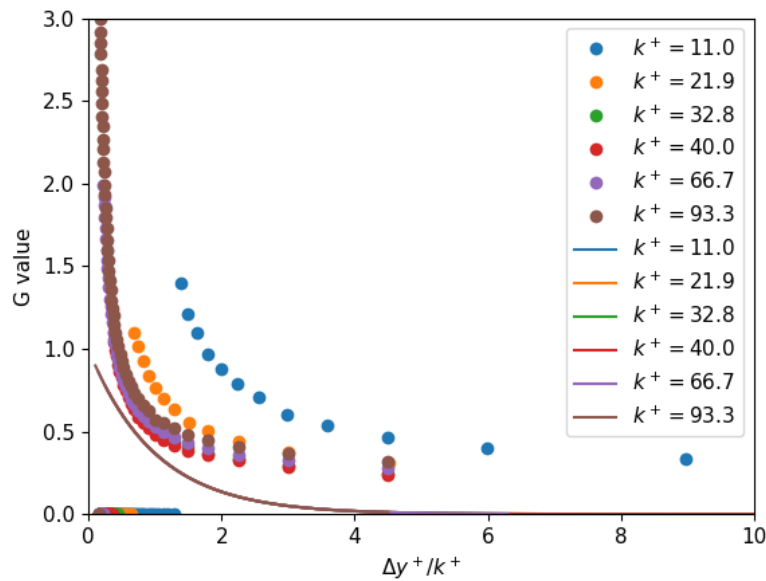 3.0
2.5
2.0
1.5
1.0
0.5
0.0
G value
0
2
4
6
8
10
Δy⁺/k⁺
k⁺ = 11.0
k⁺ = 21.9
k⁺ = 32.8
k⁺ = 40.0
k⁺ = 66.7
k⁺ = 93.3
k⁺ = 11.0
k⁺ = 21.9
k⁺ = 32.8
k⁺ = 40.0
k⁺ = 66.7
k⁺ = 93.3